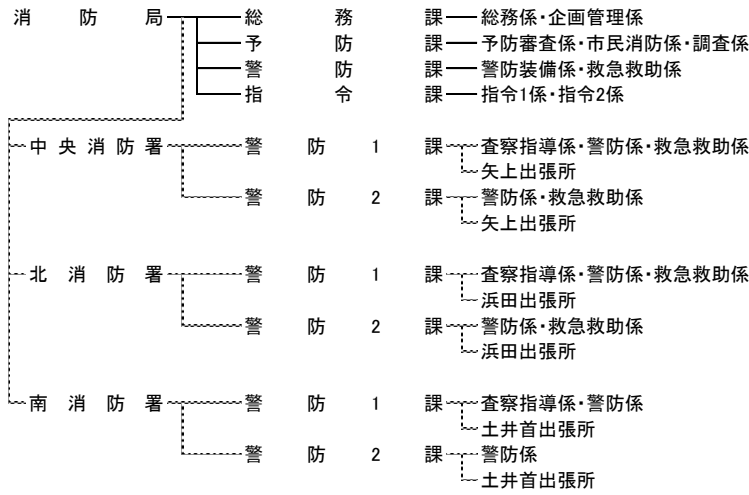 消防局 総務課 総務係・企画管理係
予防課 予防審査係・市民消防係・調査係
警防課 警防装備係・救急救助係
指令課 指令1係・指令2係
中央消防署 警防1課 査察指導係・警防係・救急救助係
矢上出張所
警防2課 警防係・救急救助係
矢上出張所
北消防署 警防1課 査察指導係・警防係・救急救助係
浜田出張所
警防2課 警防係・救急救助係
浜田出張所
南消防署 警防1課 査察指導係・警防係
土井首出張所
警防2課 警防係
土井首出張所